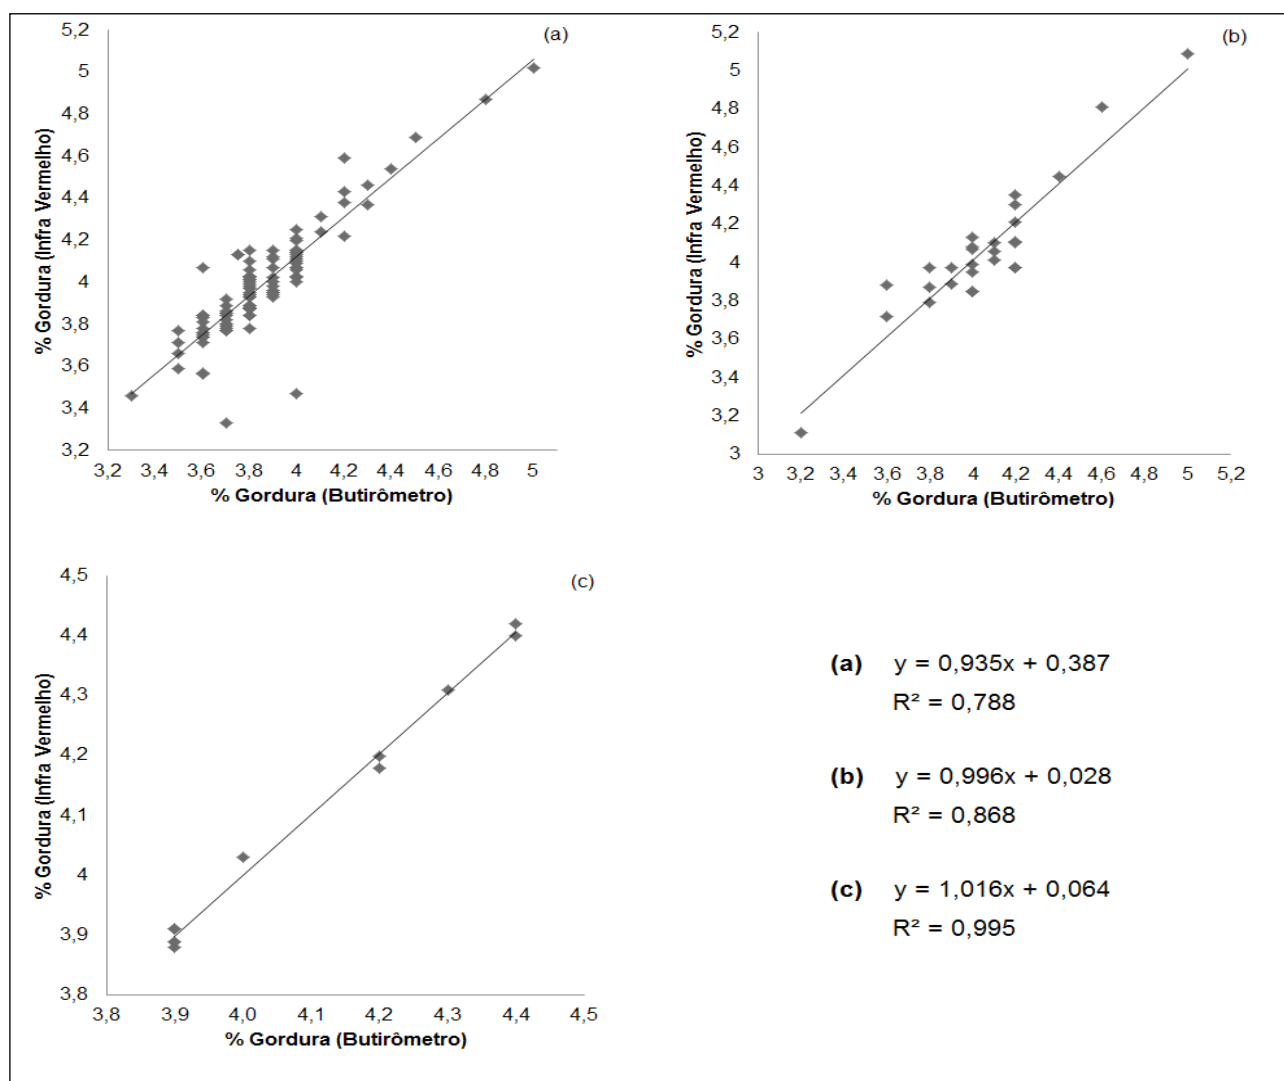 (a)
% Gordura (Infra Vermelho)
5,2
5
4,8
4,6
4,4
4,2
4
3,8
3,6
3,4
3,2
3,2 3,4 3,6 3,8 4 4,2 4,4 4,6 4,8 5
% Gordura (Butirômetro)
(b)
% Gordura (Infra Vermelho)
5,2
5
4,8
4,6
4,4
4,2
4
3,8
3,6
3,4
3,2
3
3 3,2 3,4 3,6 3,8 4 4,2 4,4 4,6 4,8 5 5,2
% Gordura (Butirômetro)
(c)
% Gordura (Infra Vermelho)
4,5
4,4
4,3
4,2
4,1
4
3,9
3,8
3,8 3,9 4,0 4,1 4,2 4,3 4,4 4,5
% Gordura (Butirômetro)
(a) y = 0,935x + 0,387
R² = 0,788
(b) y = 0,996x + 0,028
R² = 0,868
(c) y = 1,016x + 0,064
R² = 0,995